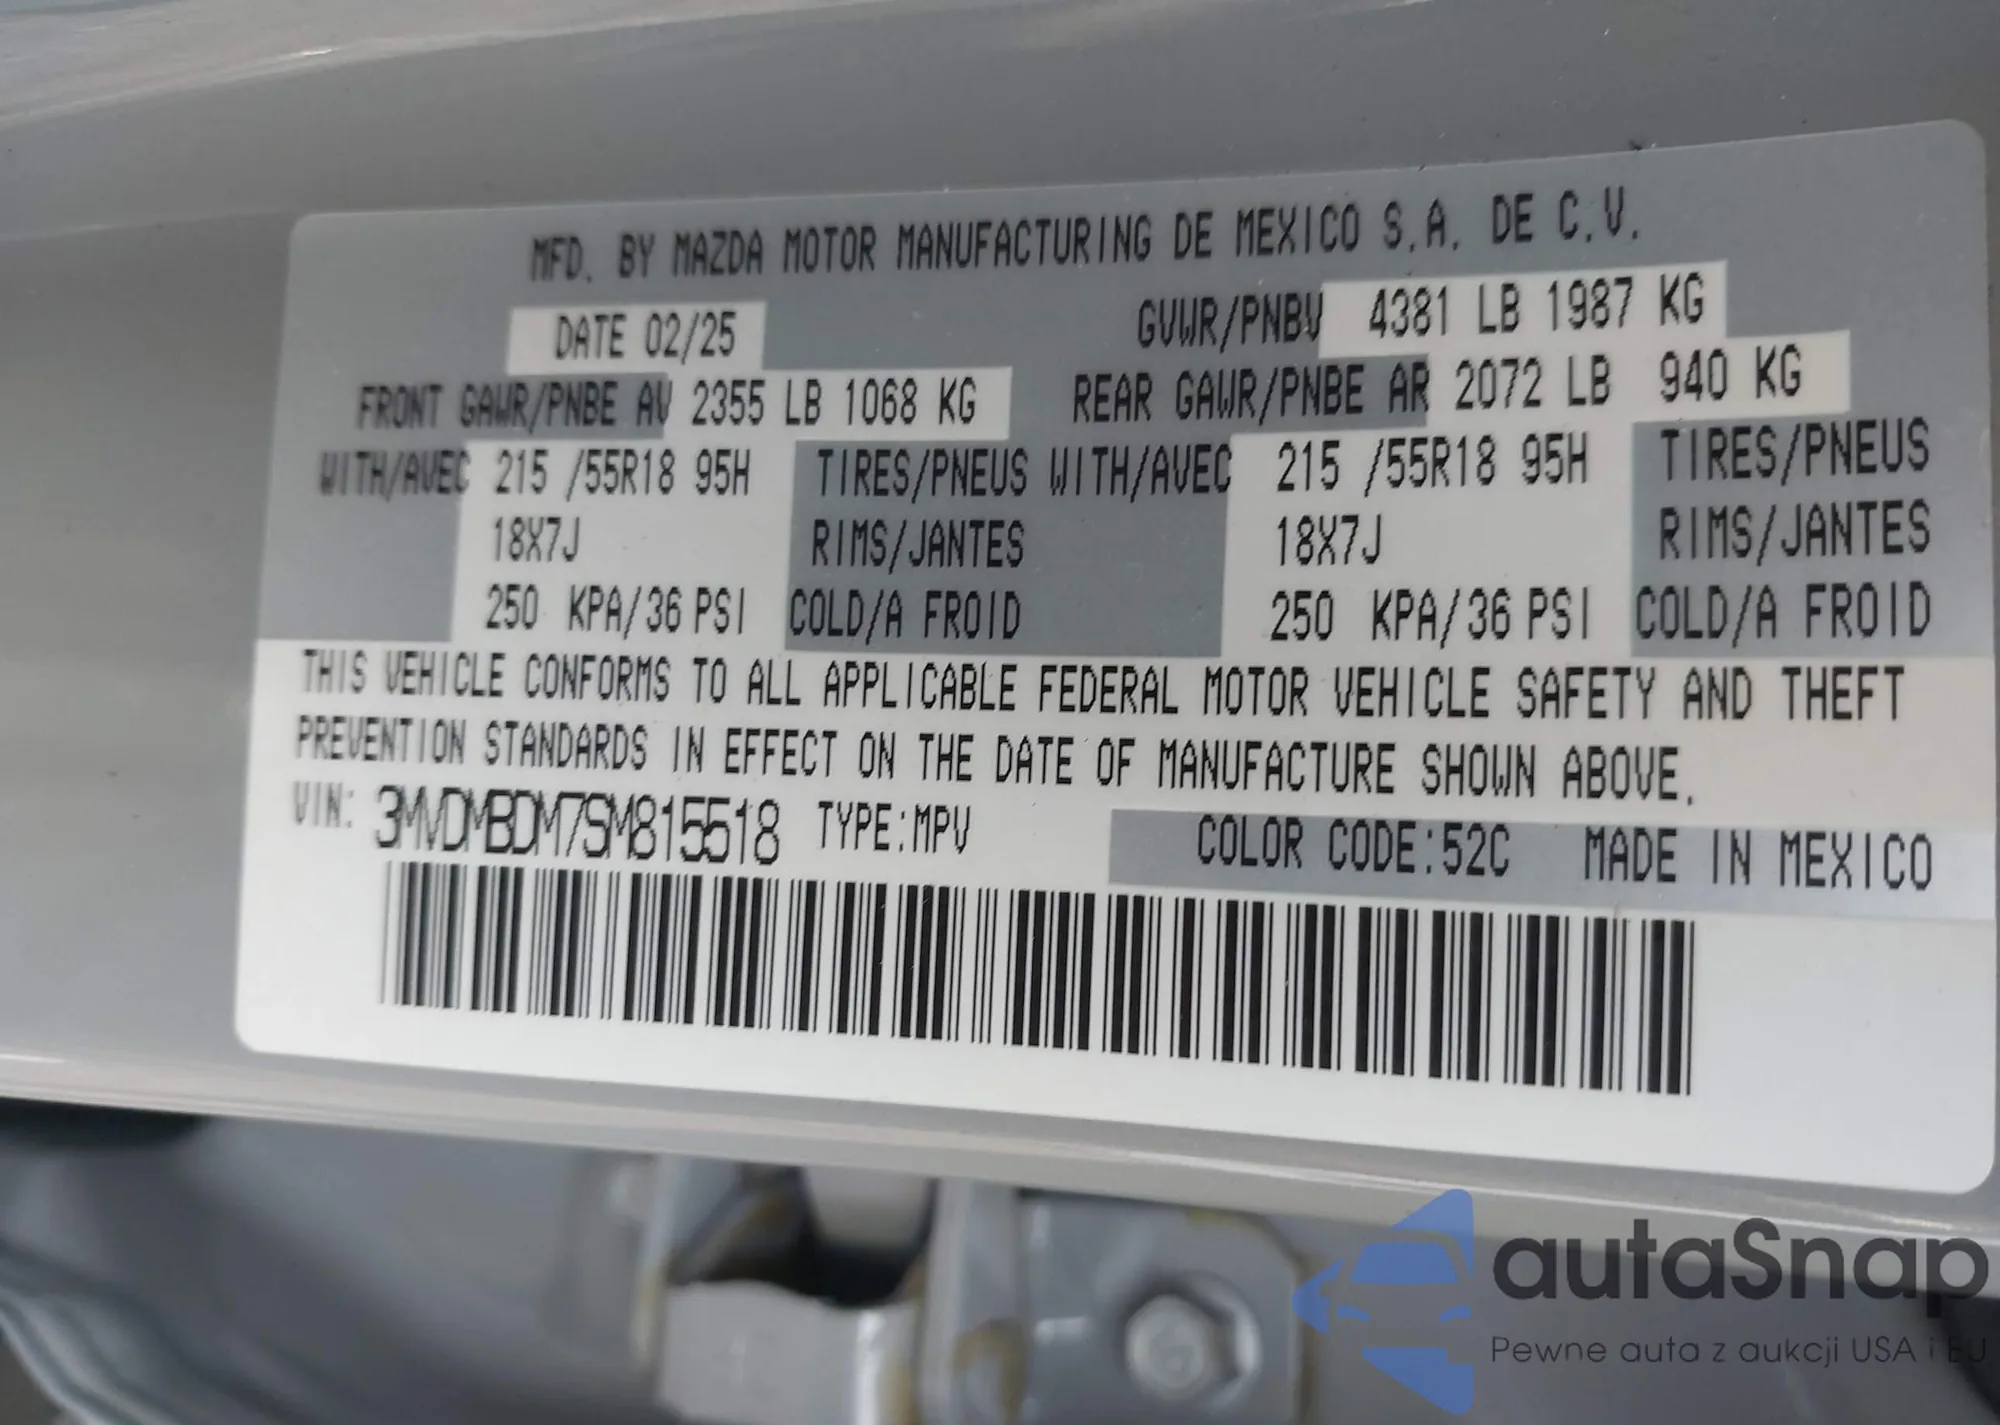 MFD. BY MAZDA MOTOR MANUFACTURING DE MEXICO S.A. DE C.V.
DATE 02/25 GVWR/PNBV 4381 LB 1987 KG
FRONT GAWR/PNBE AV 2355 LB 1068 KG REAR GAWR/PNBE AR 2072 LB 940 KG
WITH/AVEC 215 /55R18 95H TIRES/PNEUS WITH/AVEC 215 /55R18 95H TIRES/PNEUS
18X7J RIMS/JANTES 18X7J RIMS/JANTES
250 KPA/36 PSI COLD/A FROID 250 KPA/36 PSI COLD/A FROID
THIS VEHICLE CONFORMS TO ALL APPLICABLE FEDERAL MOTOR VEHICLE SAFETY AND THEFT
PREVENTION STANDARDS IN EFFECT ON THE DATE OF MANUFACTURE SHOWN ABOVE.
VIN: 3MVDMBDM7SM815518 TYPE:MPV COLOR CODE:52C MADE IN MEXICO
autaSnap
Pewne auta z aukcji USA i EU